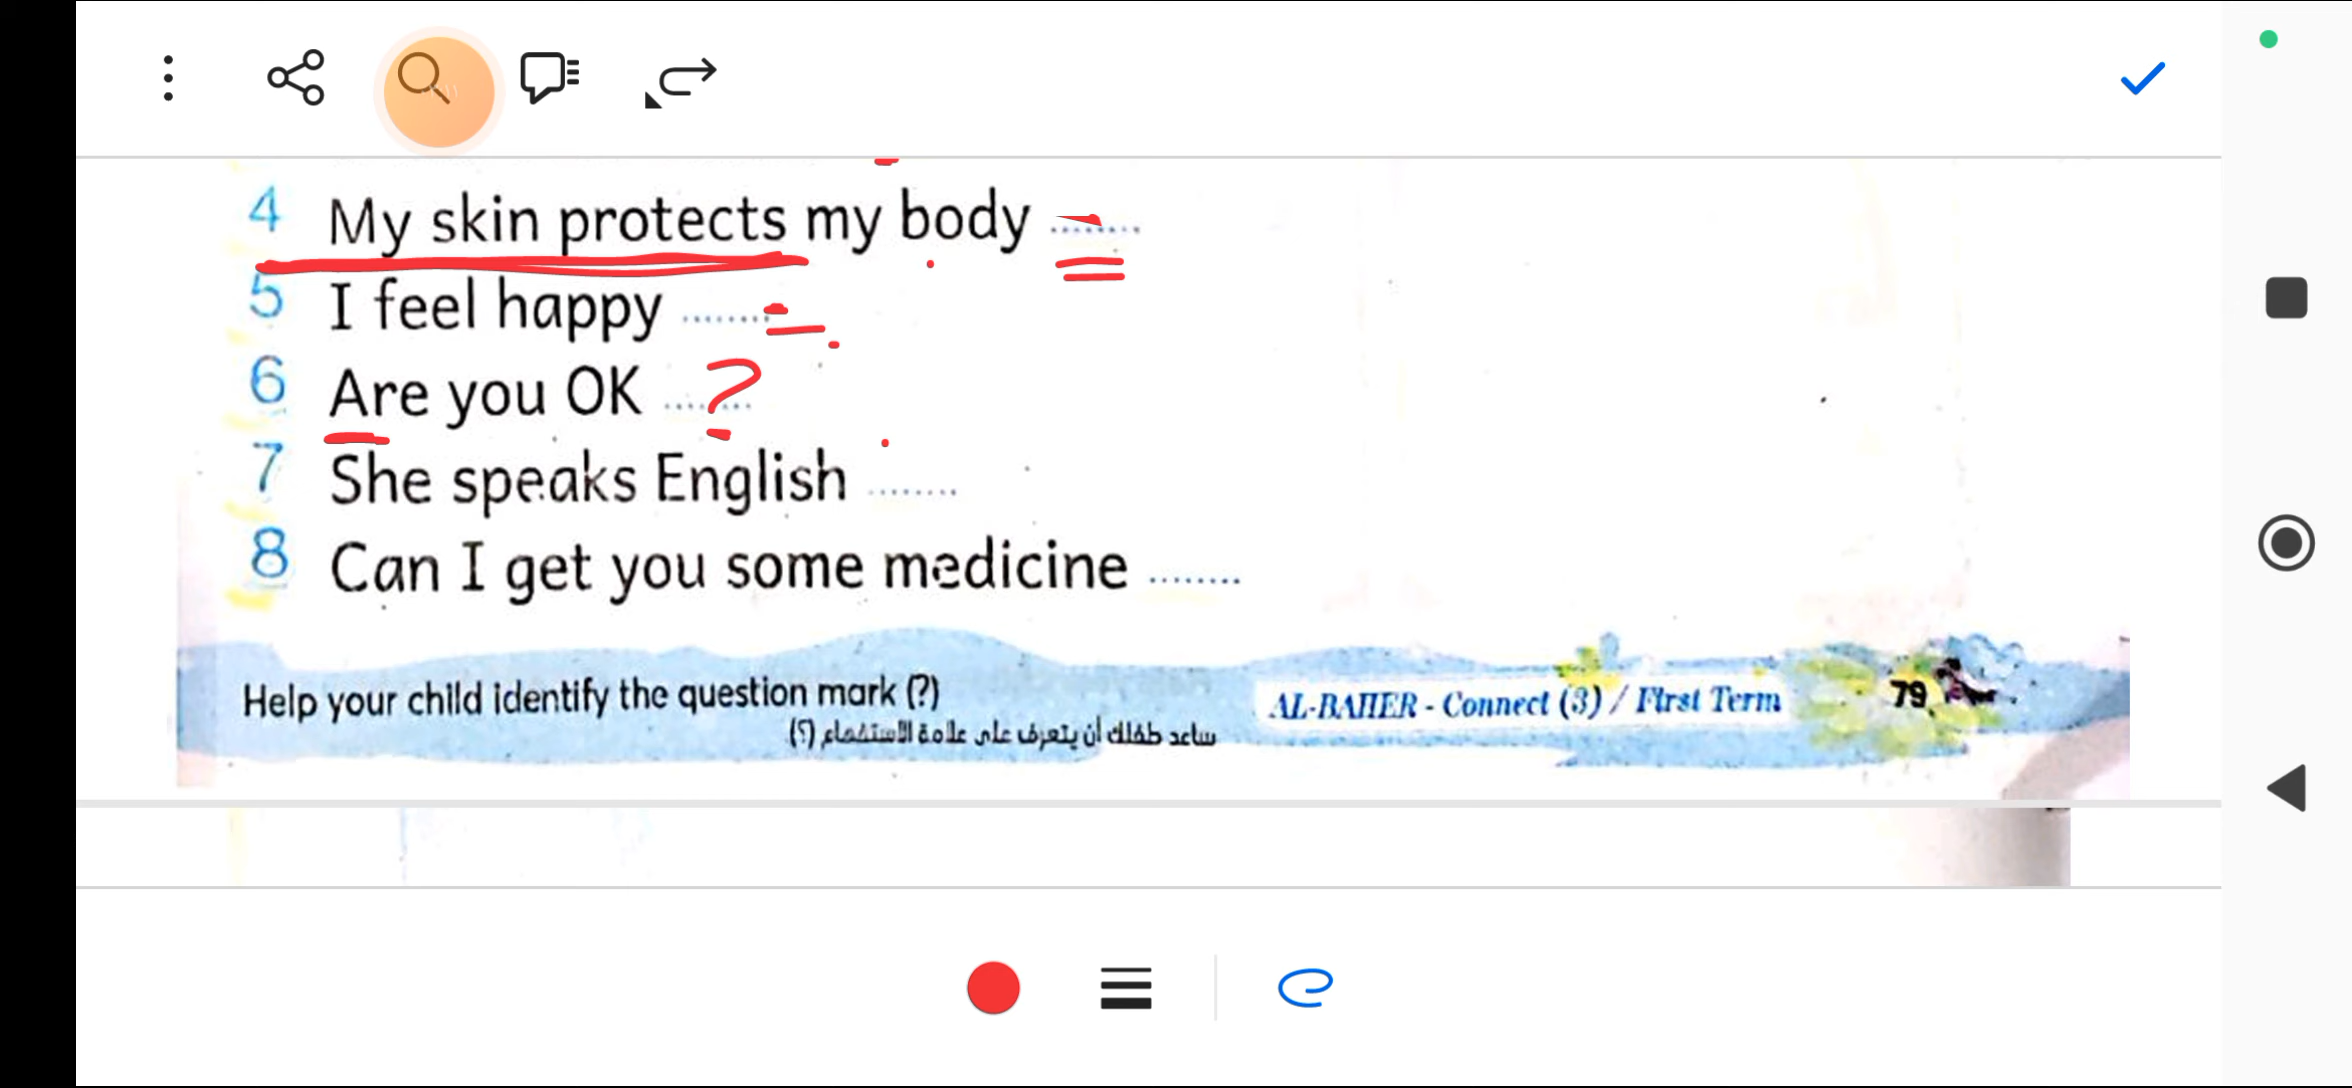 4 My skin protects my body ........
5 I feel happy ........
6 Are you OK ........ ?
7 She speaks English ........
8 Can I get you some medicine ........
Help your child identify the question mark (?)
ساعد طفلك أن يتعرف على علامة الاستفهام (؟)
AL-BAHER - Connect (3) / First Term
79